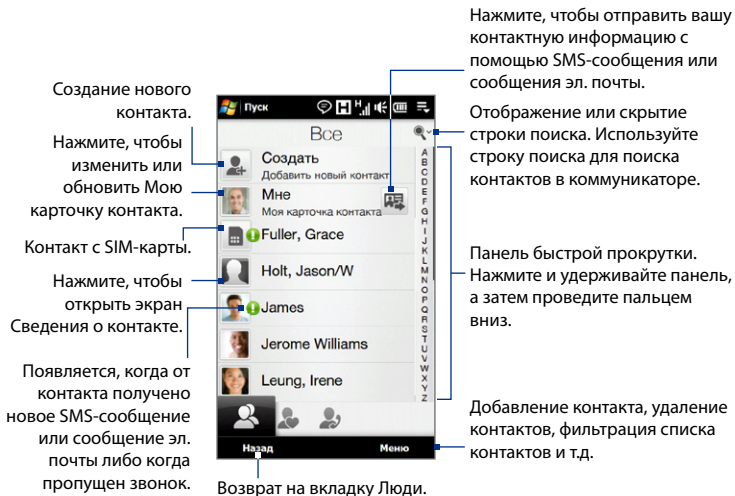 Нажмите, чтобы отправить вашу
контактную информацию с
помощью SMS-сообщения или
сообщения эл. почты.
Создание нового
контакта.
Нажмите, чтобы
изменить или
обновить Мою
карточку контакта.
Контакт с SIM-карты.
Нажмите, чтобы
открыть экран
Сведения о контакте.
Появляется, когда от
контакта получено
новое SMS-сообщение
или сообщение эл.
почты либо когда
пропущен звонок.
Пуск
Все
Создать
Добавить новый контакт
Мне
Моя карточка контакта
Fuller, Grace
Holt, Jason/W
James
Jerome Williams
Leung, Irene
A
B
C
D
E
F
G
H
I
J
K
L
M
N
O
P
Q
R
S
T
U
V
W
X
Y
Z
Назад
Меню
Отображение или скрытие
строки поиска. Используйте
строку поиска для поиска
контактов в коммуникаторе.
Панель быстрой прокрутки.
Нажмите и удерживайте панель,
а затем проведите пальцем
вниз.
Добавление контакта, удаление
контактов, фильтрация списка
контактов и т.д.
Возврат на вкладку Люди.